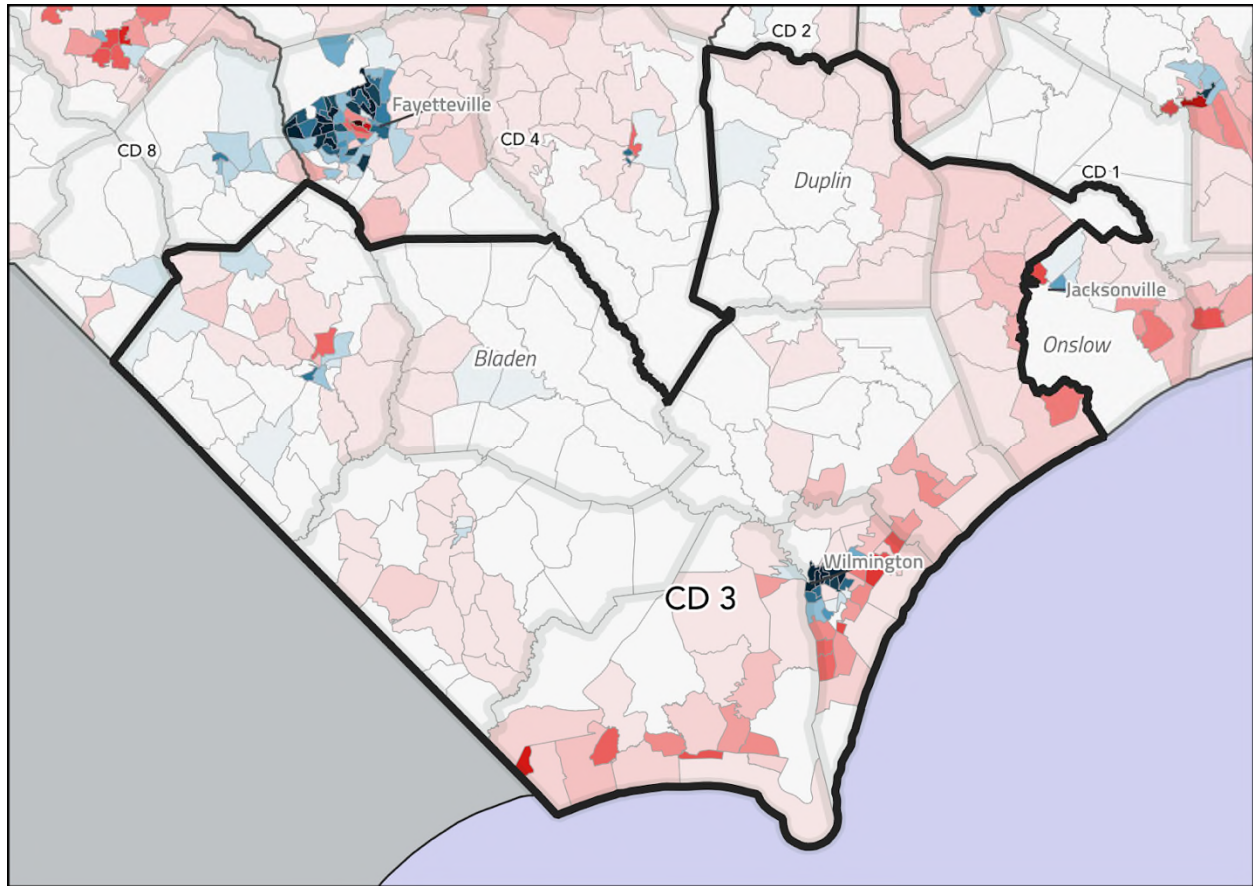 CD 2
Fayetteville
CD 4
CD 8
CD 1
Duplin
Jacksonville
Onslow
Bladen
Wilmington
CD 3